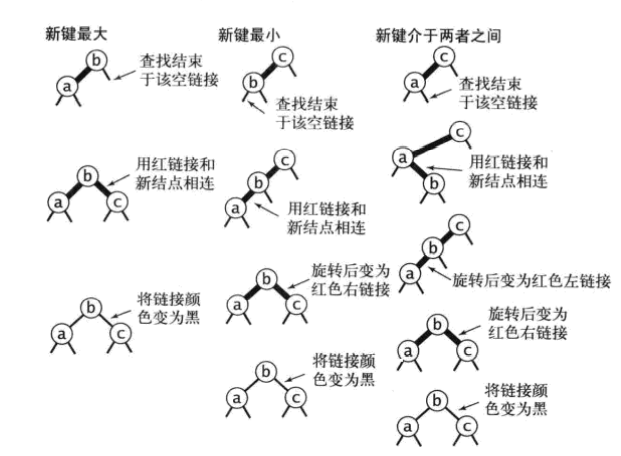 新键最大
b
a
查找结束
于该空链接
b
a
c
用红链接和
新结点相连
b
a
c
将链接颜
色变为黑
新键最小
c
b
查找结束
于该空链接
c
b
a
用红链接和
新结点相连
b
a
c
旋转后变为
红色右链接
b
a
c
将链接颜
色变为黑
新键介于两者之间
c
a
查找结束
于该空链接
c
a
b
用红链接和
新结点相连
c
b
a
旋转后变为红色左链接
b
a
c
旋转后变为
红色右链接
b
a
c
将链接颜
色变为黑